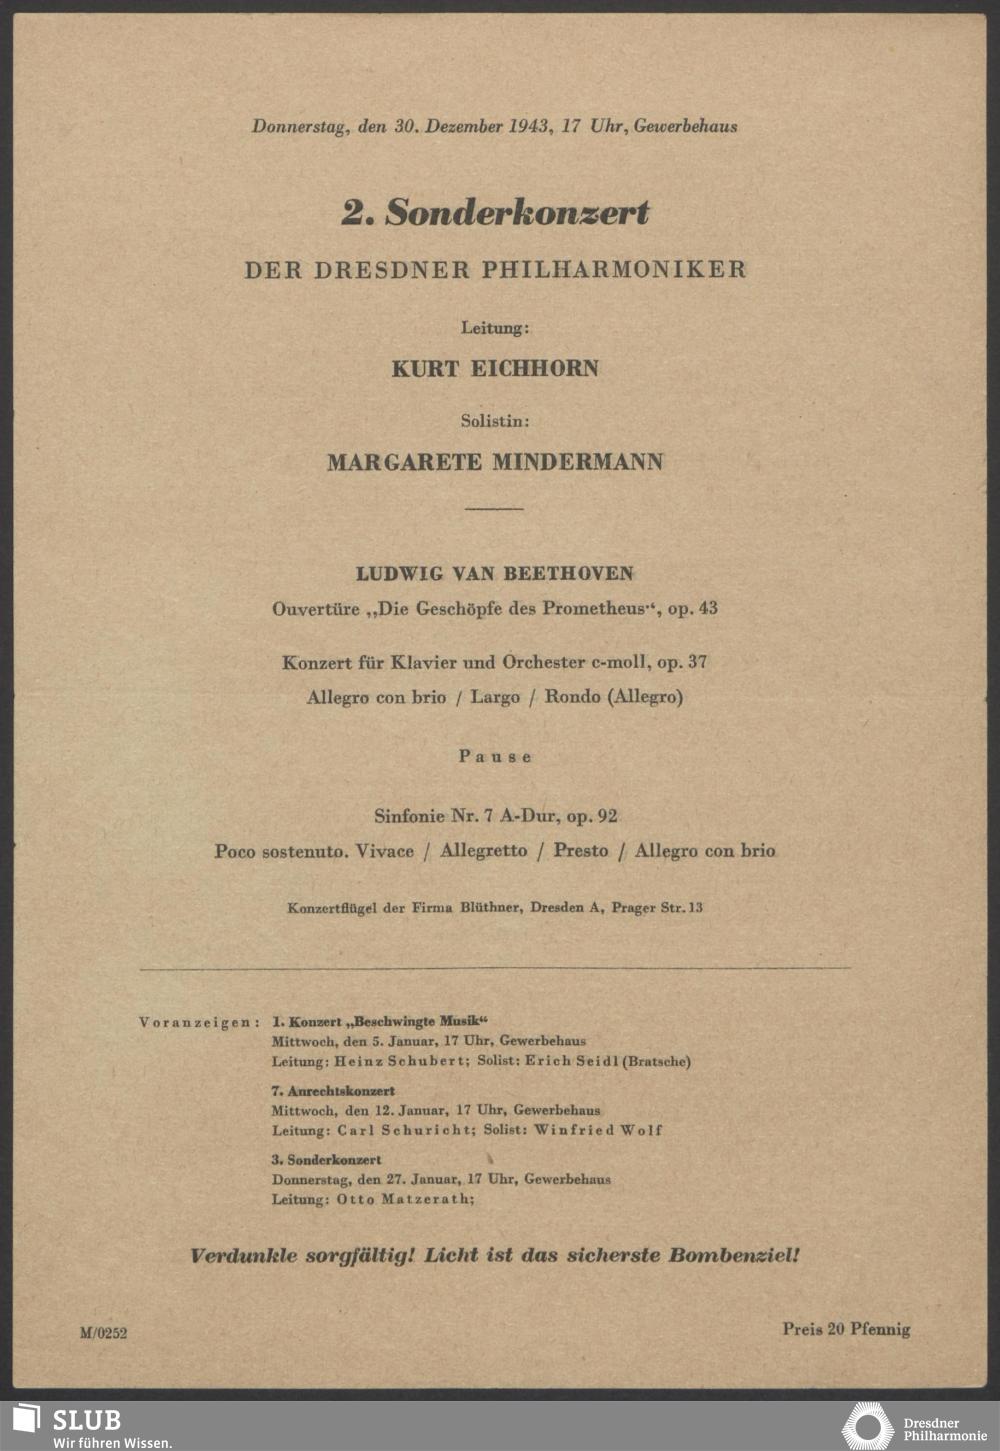 Donnerstag, den 30. Dezember 1943, 17 Uhr, Gewerbehaus
2. Sonderkonzert
DER DRESDNER PHILHARMONIKER
Leitung:
KURT EICHHORN
Solistin:
MARGARETE MINDERMANN
LUDWIG VAN BEETHOVEN
Ouvertüre „Die Geschöpfe des Prometheus“, op. 43
Konzert für Klavier und Orchester c-moll, op. 37
Allegro con brio / Largo / Rondo (Allegro)
Pause
Sinfonie Nr. 7 A-Dur, op. 92
Poco sostenuto. Vivace / Allegretto / Presto / Allegro con brio
Konzertflügel der Firma Blüthner, Dresden A, Prager Str. 13
Voranzeigen: 1. Konzert „Beschwingte Musik“
Mittwoch, den 5. Januar, 17 Uhr, Gewerbehaus
Leitung: Heinz Schubert; Solist: Erich Seidl (Bratsche)
7. Anrechtskonzert
Mittwoch, den 12. Januar, 17 Uhr, Gewerbehaus
Leitung: Carl Schuricht; Solist: Winfried Wolf
3. Sonderkonzert
Donnerstag, den 27. Januar, 17 Uhr, Gewerbehaus
Leitung: Otto Matzerath;
Verdunkle sorgfältig! Licht ist das sicherste Bombenziel!
M/0252
Preis 20 Pfennig
SLUB
Wir führen Wissen.
Dresdner
Philharmonie